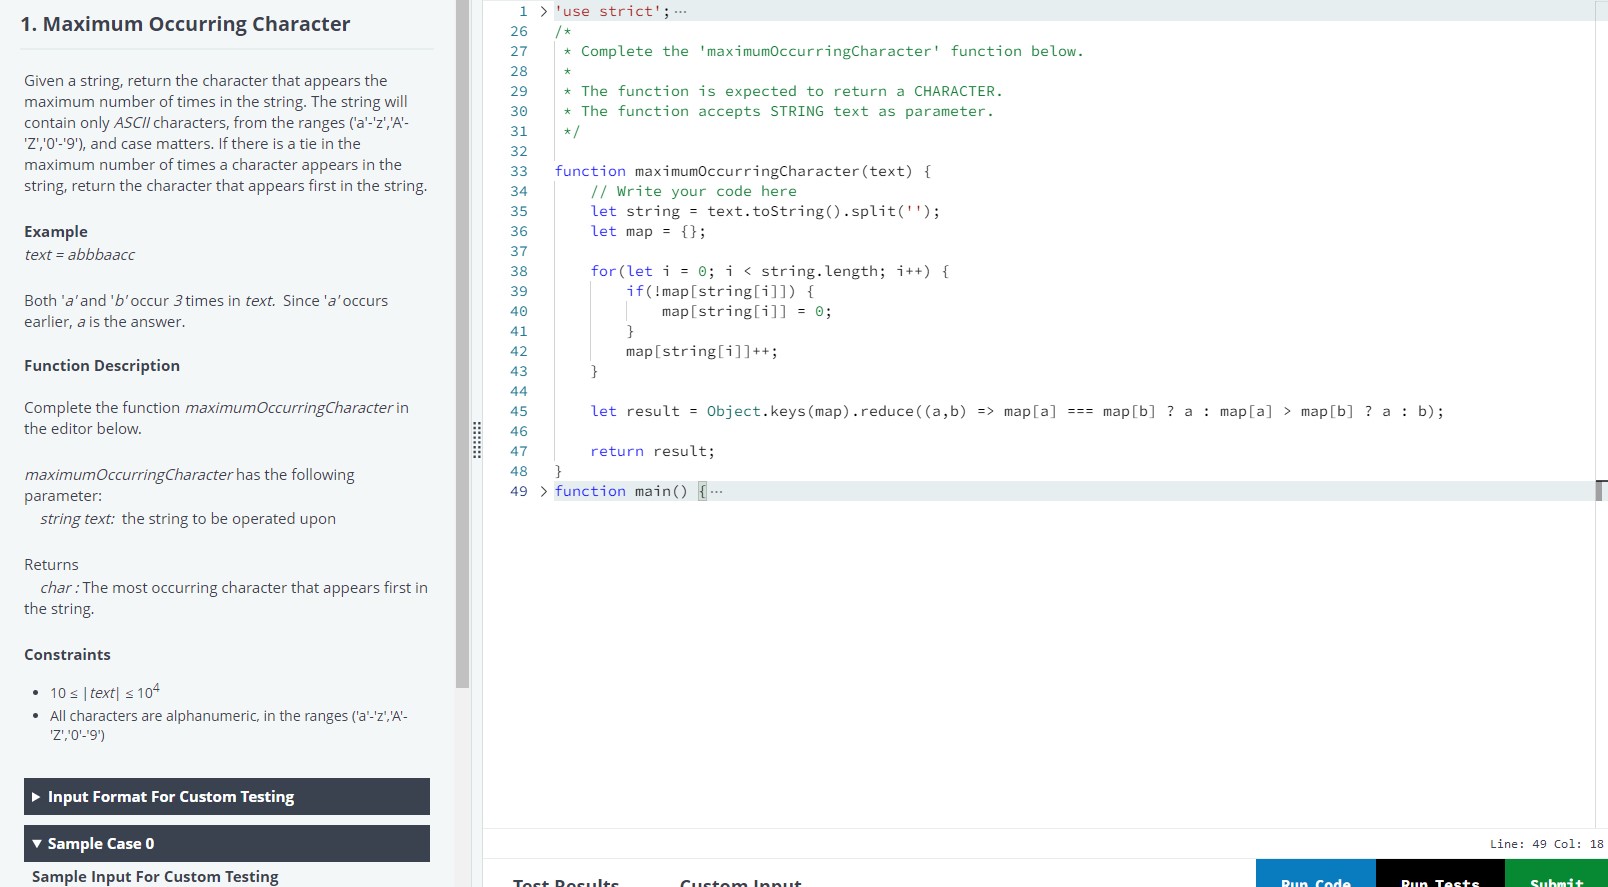 1. Maximum Occurring Character
Given a string, return the character that appears the
maximum number of times in the string. The string will
contain only ASCII characters, from the ranges ('a'-'z','A'-
'Z','0'-'9'), and case matters. If there is a tie in the
maximum number of times a character appears in the
string, return the character that appears first in the string.
Example
text = abbbaacc
Both 'a' and 'b' occur 3 times in text.  Since 'a' occurs
earlier, a is the answer.
Function Description
Complete the function maximumOccurringCharacter in
the editor below.
maximumOccurringCharacter has the following
parameter:
string text:  the string to be operated upon
Returns
char : The most occurring character that appears first in
the string.
Constraints
• 10 ≤ |text| ≤ 10⁴
• All characters are alphanumeric, in the ranges ('a'-'z','A'-
'Z','0'-'9')
▶ Input Format For Custom Testing
▼ Sample Case 0
Sample Input For Custom Testing
1 > 'use strict'; ⋯
26 /*
27  * Complete the 'maximumOccurringCharacter' function below.
28  *
29  * The function is expected to return a CHARACTER.
30  * The function accepts STRING text as parameter.
31  */
32
33 function maximumOccurringCharacter(text) {
34     // Write your code here
35     let string = text.toString().split('');
36     let map = {};
37
38     for(let i = 0; i < string.length; i++) {
39         if(!map[string[i]]) {
40             map[string[i]] = 0;
41         }
42         map[string[i]]++;
43     }
44
45     let result = Object.keys(map).reduce((a,b) => map[a] === map[b] ? a : map[a] > map[b] ? a : b);
46
47     return result;
48 }
49 > function main() { ⋯
Line: 49 Col: 18
Test Results Custom Input Run Code Run Tests Submit